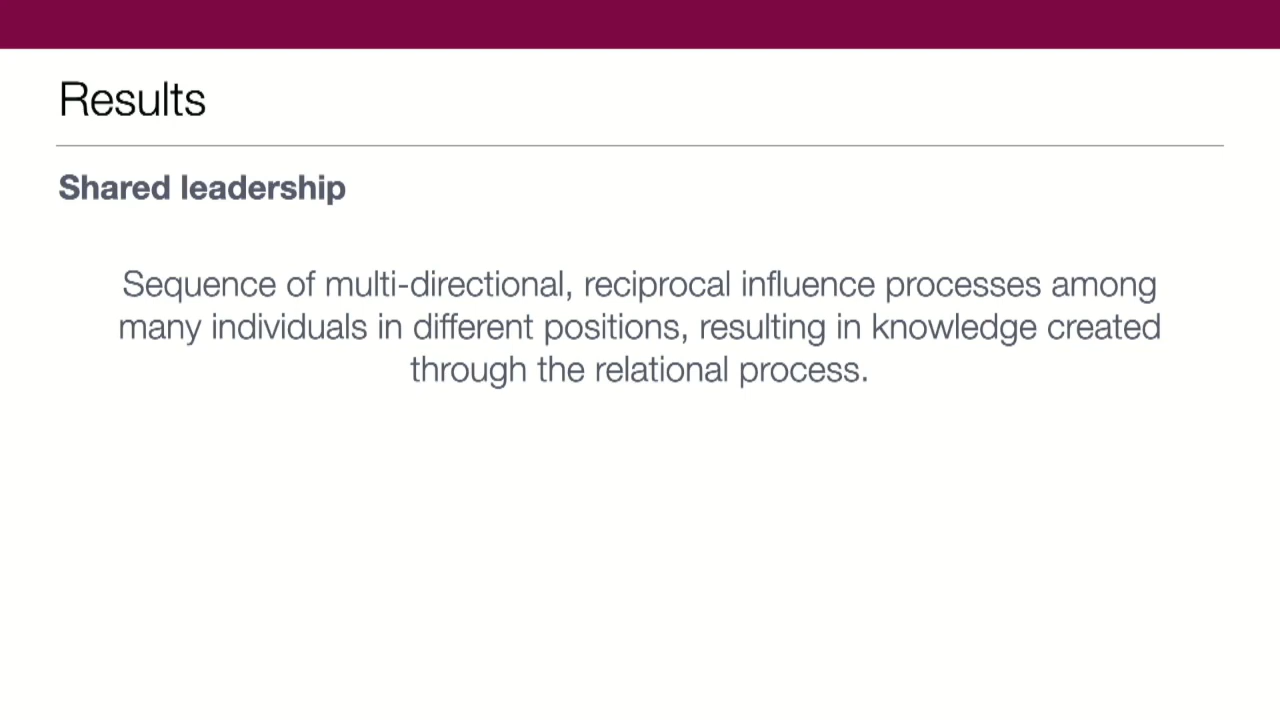 Results
Shared leadership
Sequence of multi-directional, reciprocal influence processes among
many individuals in different positions, resulting in knowledge created
through the relational process.